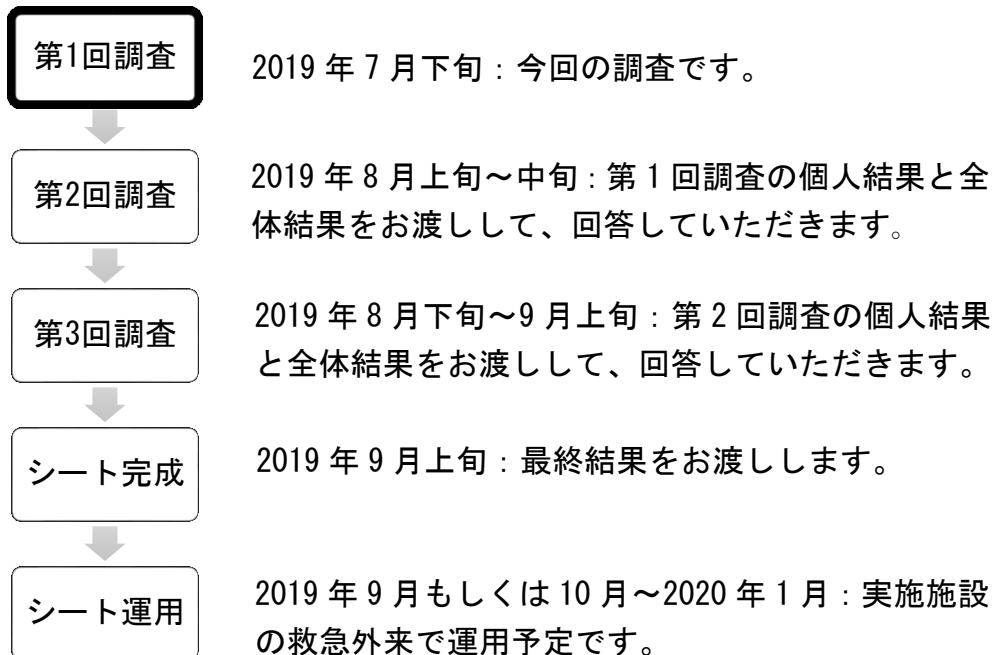 第1回調査
2019 年 7 月下旬：今回の調査です。
第2回調査
2019 年 8 月上旬～中旬：第 1 回調査の個人結果と全
体結果をお渡しして、回答していただきます。
第3回調査
2019 年 8 月下旬～9 月上旬：第 2 回調査の個人結果
と全体結果をお渡しして、回答していただきます。
シート完成
2019 年 9 月上旬：最終結果をお渡しします。
シート運用
2019 年 9 月もしくは 10 月～2020 年 1 月：実施施設
の救急外来で運用予定です。